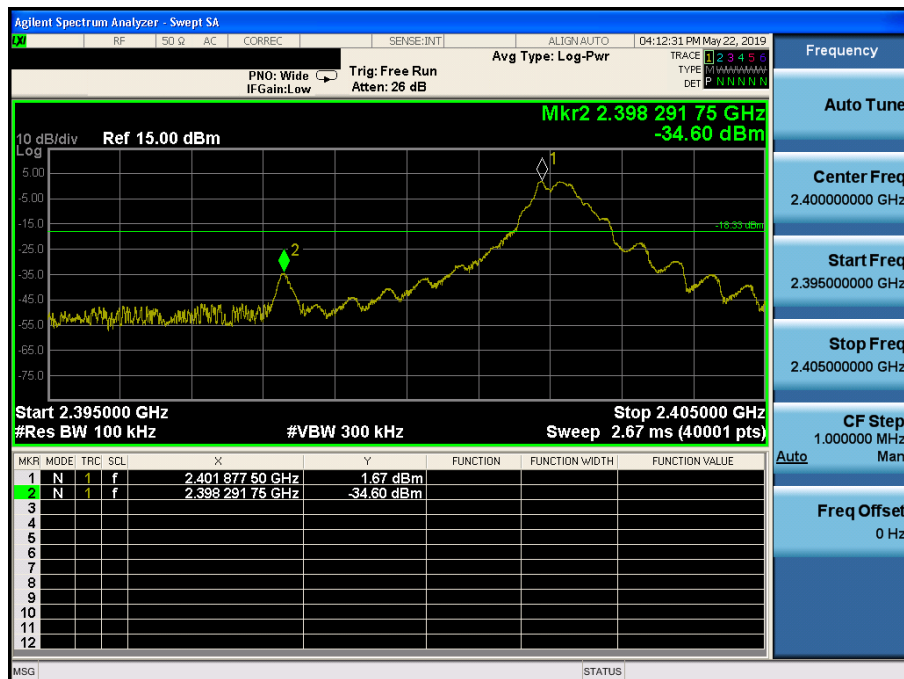 Agilent Spectrum Analyzer - Swept SA
LXI RF 50 Ω AC CORREC SENSE:INT ALIGN AUTO 04:12:31 PM May 22, 2019
Avg Type: Log-Pwr
TRACE 1 2 3 4 5 6
TYPE M W W W W W
DET P N N N N N
PNO: Wide
IFGain:Low
Trig: Free Run
Atten: 26 dB
Mkr2 2.398 291 75 GHz
-34.60 dBm
10 dB/div Ref 15.00 dBm
Log
5.00
-5.00
-15.0
-25.0
-35.0
-45.0
-55.0
-65.0
-75.0
1
2
-18.33 dBm
Start 2.395000 GHz Stop 2.405000 GHz
#Res BW 100 kHz #VBW 300 kHz Sweep 2.67 ms (40001 pts)
MKR MODE TRC SCL X Y FUNCTION FUNCTION WIDTH FUNCTION VALUE
1 N 1 f 2.401 877 50 GHz 1.67 dBm
2 N 1 f 2.398 291 75 GHz -34.60 dBm
3
4
5
6
7
8
9
10
11
12
MSG STATUS
Frequency
Auto Tune
Center Freq
2.400000000 GHz
Start Freq
2.395000000 GHz
Stop Freq
2.405000000 GHz
CF Step
1.000000 MHz
Auto Man
Freq Offset
0 Hz